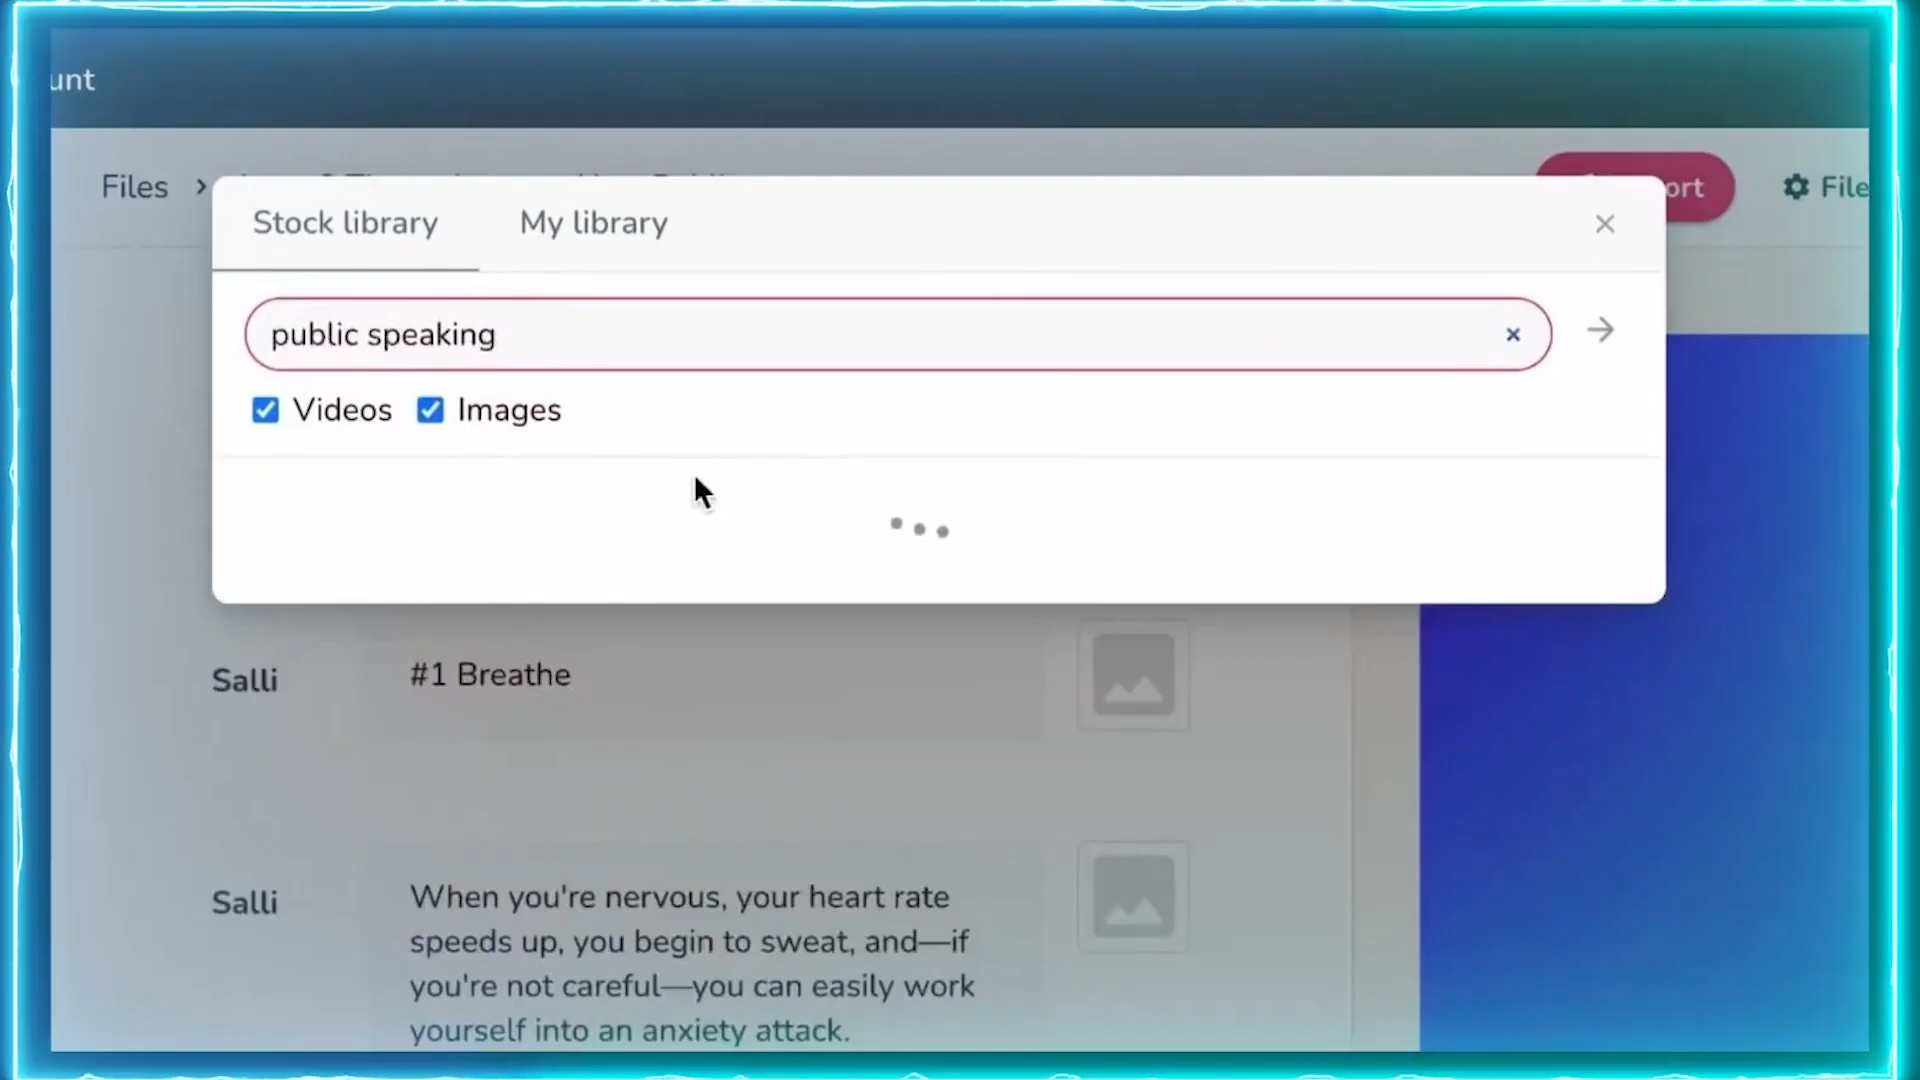 unt
Files
ort
File
Stock library
My library
public speaking
Videos
Images
Salli
#1 Breathe
Salli
When you're nervous, your heart rate
speeds up, you begin to sweat, and—if
you're not careful—you can easily work
yourself into an anxiety attack.